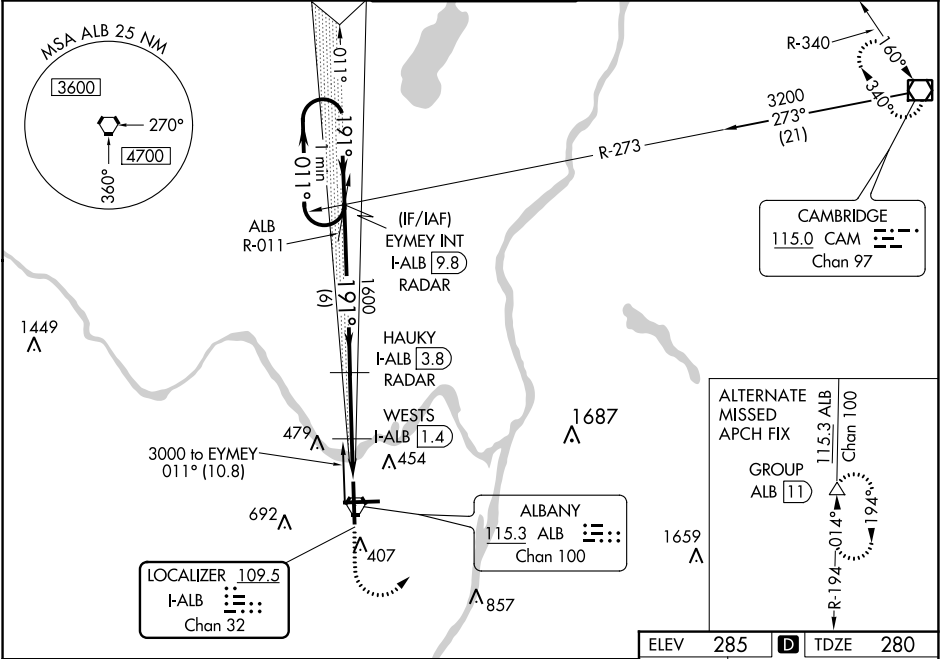 MSA ALB 25 NM
3600
270°
4700
360°
011°
191°
1 min
011°
ALB
R-011
(IF/IAF)
EYMEY INT
I-ALB 9.8
RADAR
R-340
160°
340°
3200
273°
(21)
R-273
CAMBRIDGE
115.0 CAM
Chan 97
1600
191°
(6)
1449
HAUKY
I-ALB 3.8
RADAR
WESTS
I-ALB 1.4
479
454
1687
3000 to EYMEY
011° (10.8)
692
407
ALBANY
115.3 ALB
Chan 100
1659
857
LOCALIZER 109.5
I-ALB
Chan 32
ALTERNATE
MISSED
APCH FIX
115.3 ALB
Chan 100
GROUP
ALB 11
014°
194°
R-194
ELEV 285 D TDZE 280